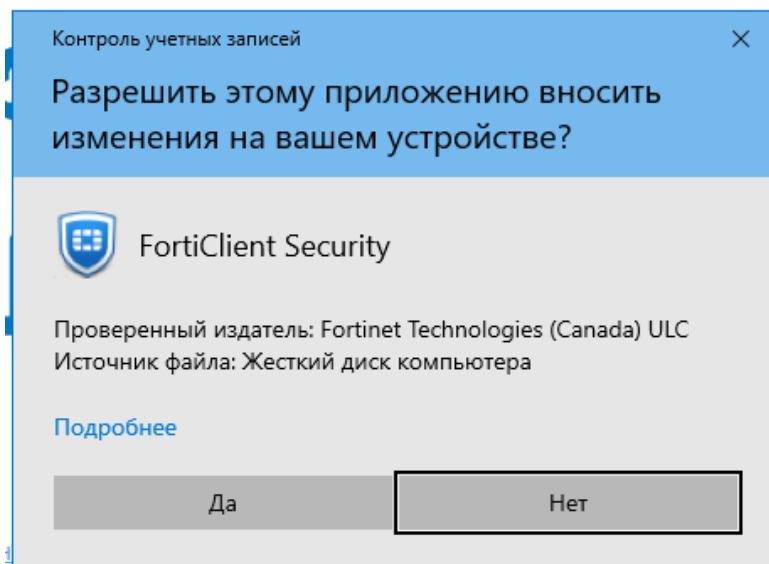 Контроль учетных записей
Разрешить этому приложению вносить
изменения на вашем устройстве?
FortiClient Security
Проверенный издатель: Fortinet Technologies (Canada) ULC
Источник файла: Жесткий диск компьютера
Подробнее
Да
Нет